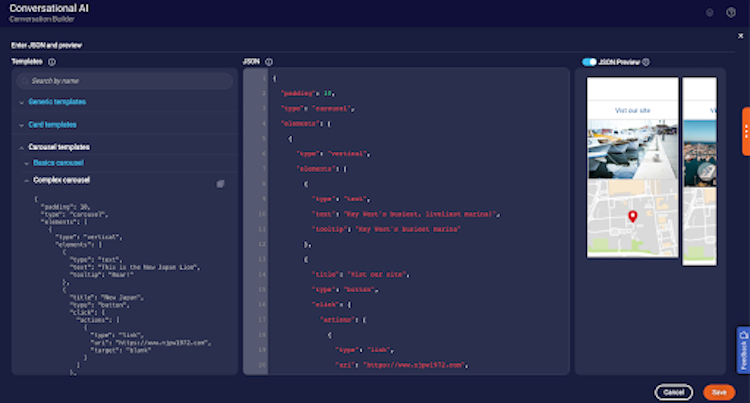 Conversational AI
Conversation Builder
Enter JSON and preview
Templates
Search by name
Generic templates
Card templates
Carousel templates
Basics carousel
Complex carousel
{
"padding": 10,
"type": "carousel",
"elements": [
{
"type": "vertical",
"elements": [
{
"type": "text",
"text": "This is the New Japan Lion",
"tooltip": "Roar!"
},
{
"title": "New Japan",
"type": "button",
"click": {
"actions": [
{
"type": "link",
"uri": "https://www.njpw1972.com",
"target": "blank"
}
]
},
JSON
1 {
2 "padding": 10,
3 "type": "carousel",
4 "elements": [
5 {
6 "type": "vertical",
7 "elements": [
8 {
9 "type": "text",
10 "text": "Key West's busiest, liveliest marina!",
11 "tooltip": "Key West's busiest marina"
12 },
13 {
14 "title": "Vist our site",
15 "type": "button",
16 "click": {
17 "actions": [
18 {
19 "type": "link",
20 "uri": "https://www.njpw1972.com",
JSON Preview
Vist our site
Vi
Feedback
Cancel
Save